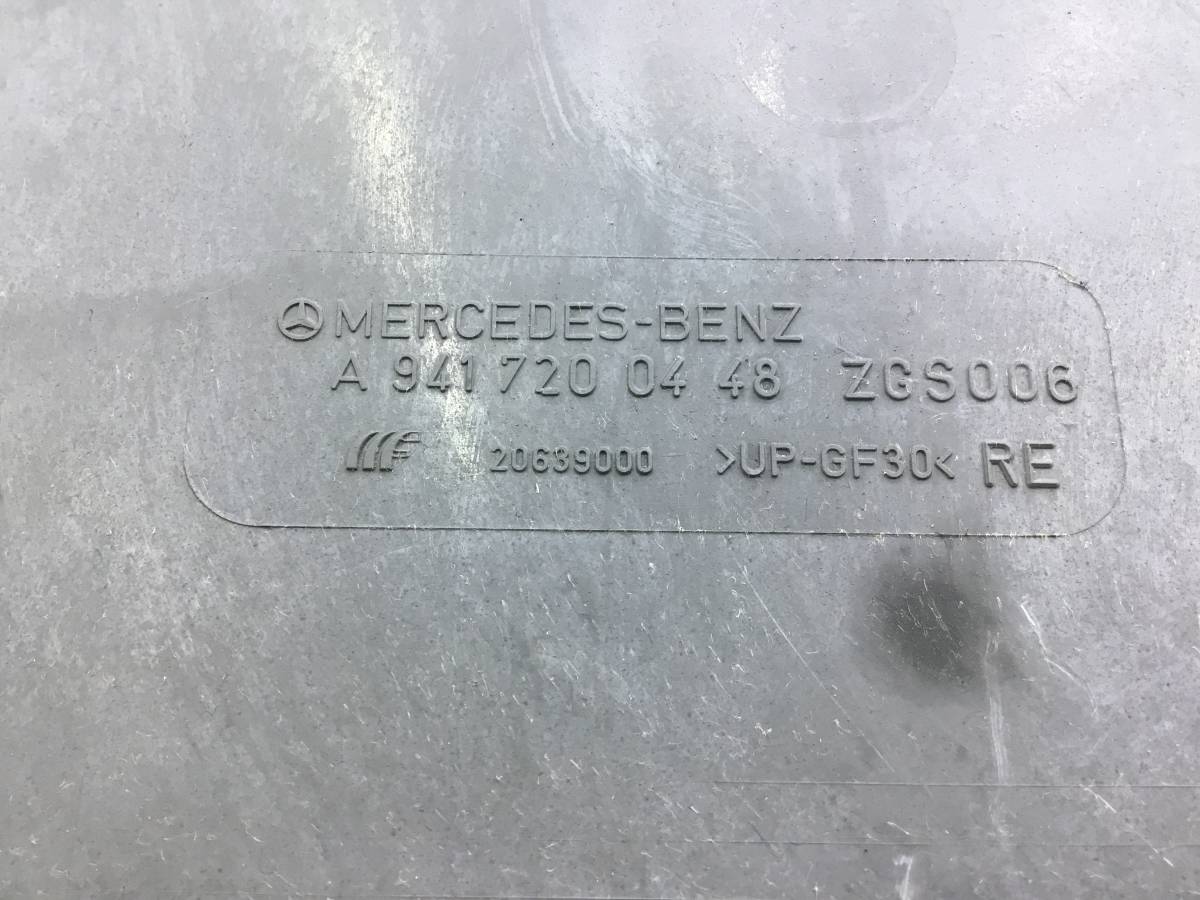 MERCEDES-BENZ
A 941 720 04 48 ZGS006
20639000 >UP-GF30< RE